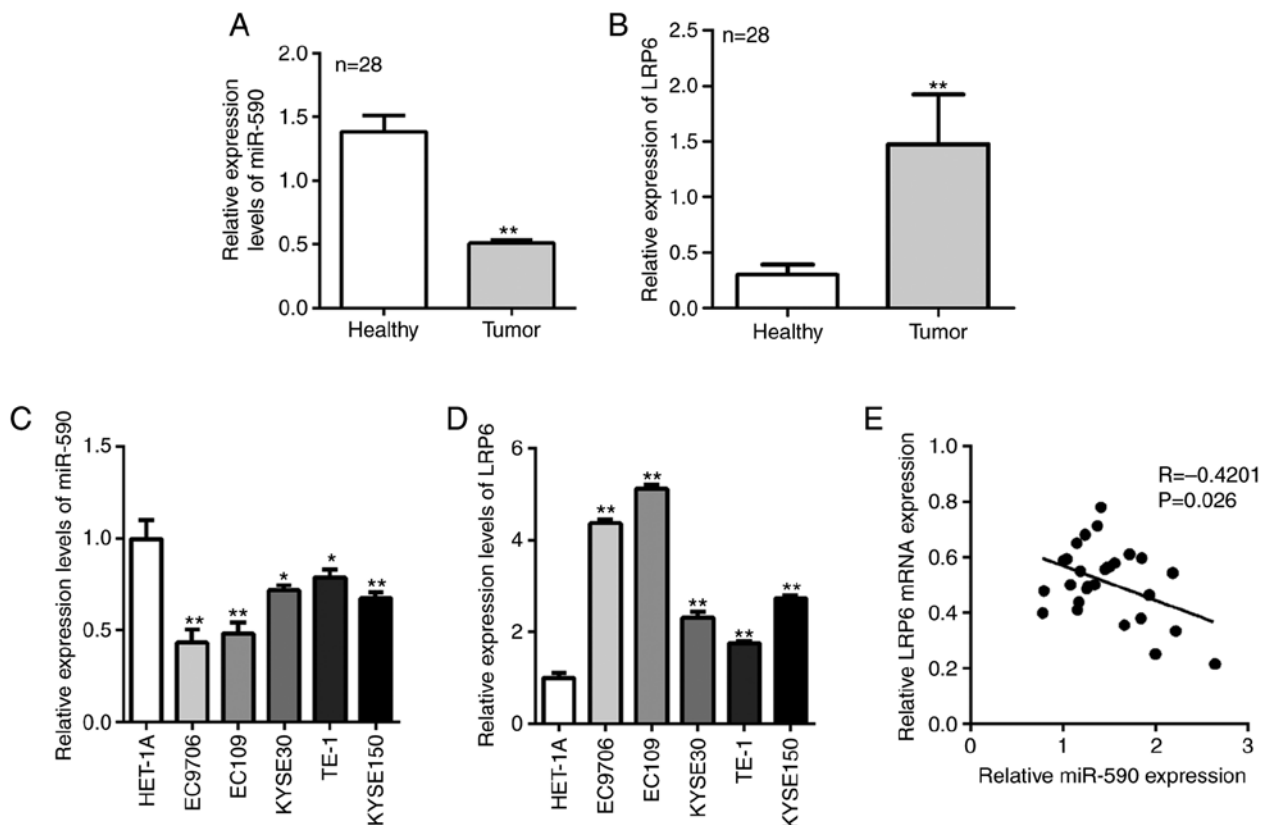 A
Relative expression
levels of miR-590
2.0
1.5
1.0
0.5
0.0
n=28
**
Healthy
Tumor
B
Relative expression of LRP6
2.5
2.0
1.5
1.0
0.5
0.0
n=28
**
Healthy
Tumor
C
Relative expression levels of miR-590
1.5
1.0
0.5
0.0
**
**
*
*
**
HET-1A
EC9706
EC109
KYSE30
TE-1
KYSE150
D
Relative expression levels of LRP6
6
4
2
0
**
**
**
**
**
HET-1A
EC9706
EC109
KYSE30
TE-1
KYSE150
E
Relative LRP6 mRNA expression
1.0
0.8
0.6
0.4
0.2
0.0
R=−0.4201
P=0.026
0
1
2
3
Relative miR-590 expression